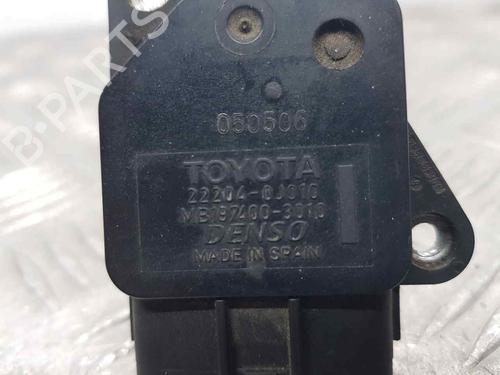 B-PARTS
050506
TOYOTA
22204-0J010
MB197400-3010
DENSO
MADE IN SPAIN